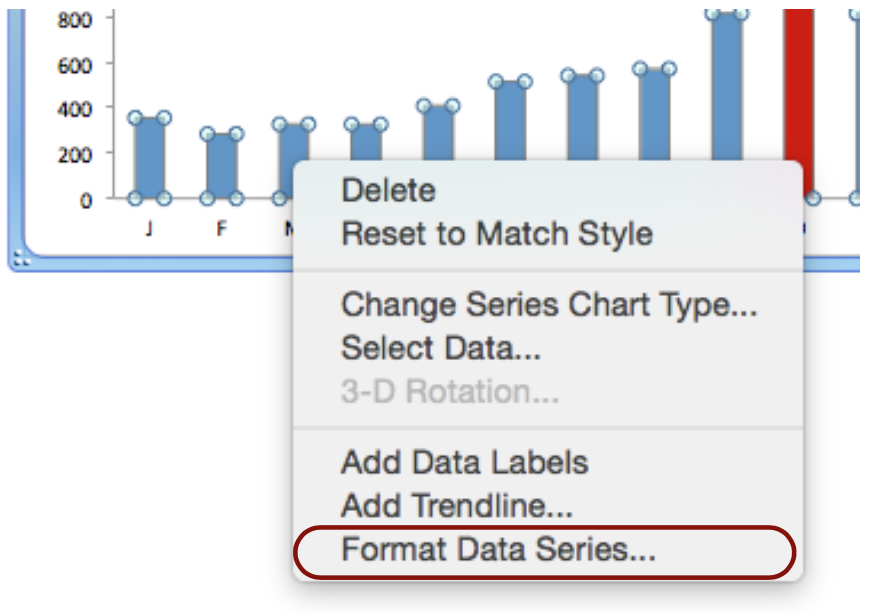 800
600
400
200
0
J F
Delete
Reset to Match Style
Change Series Chart Type...
Select Data...
3-D Rotation...
Add Data Labels
Add Trendline...
Format Data Series...